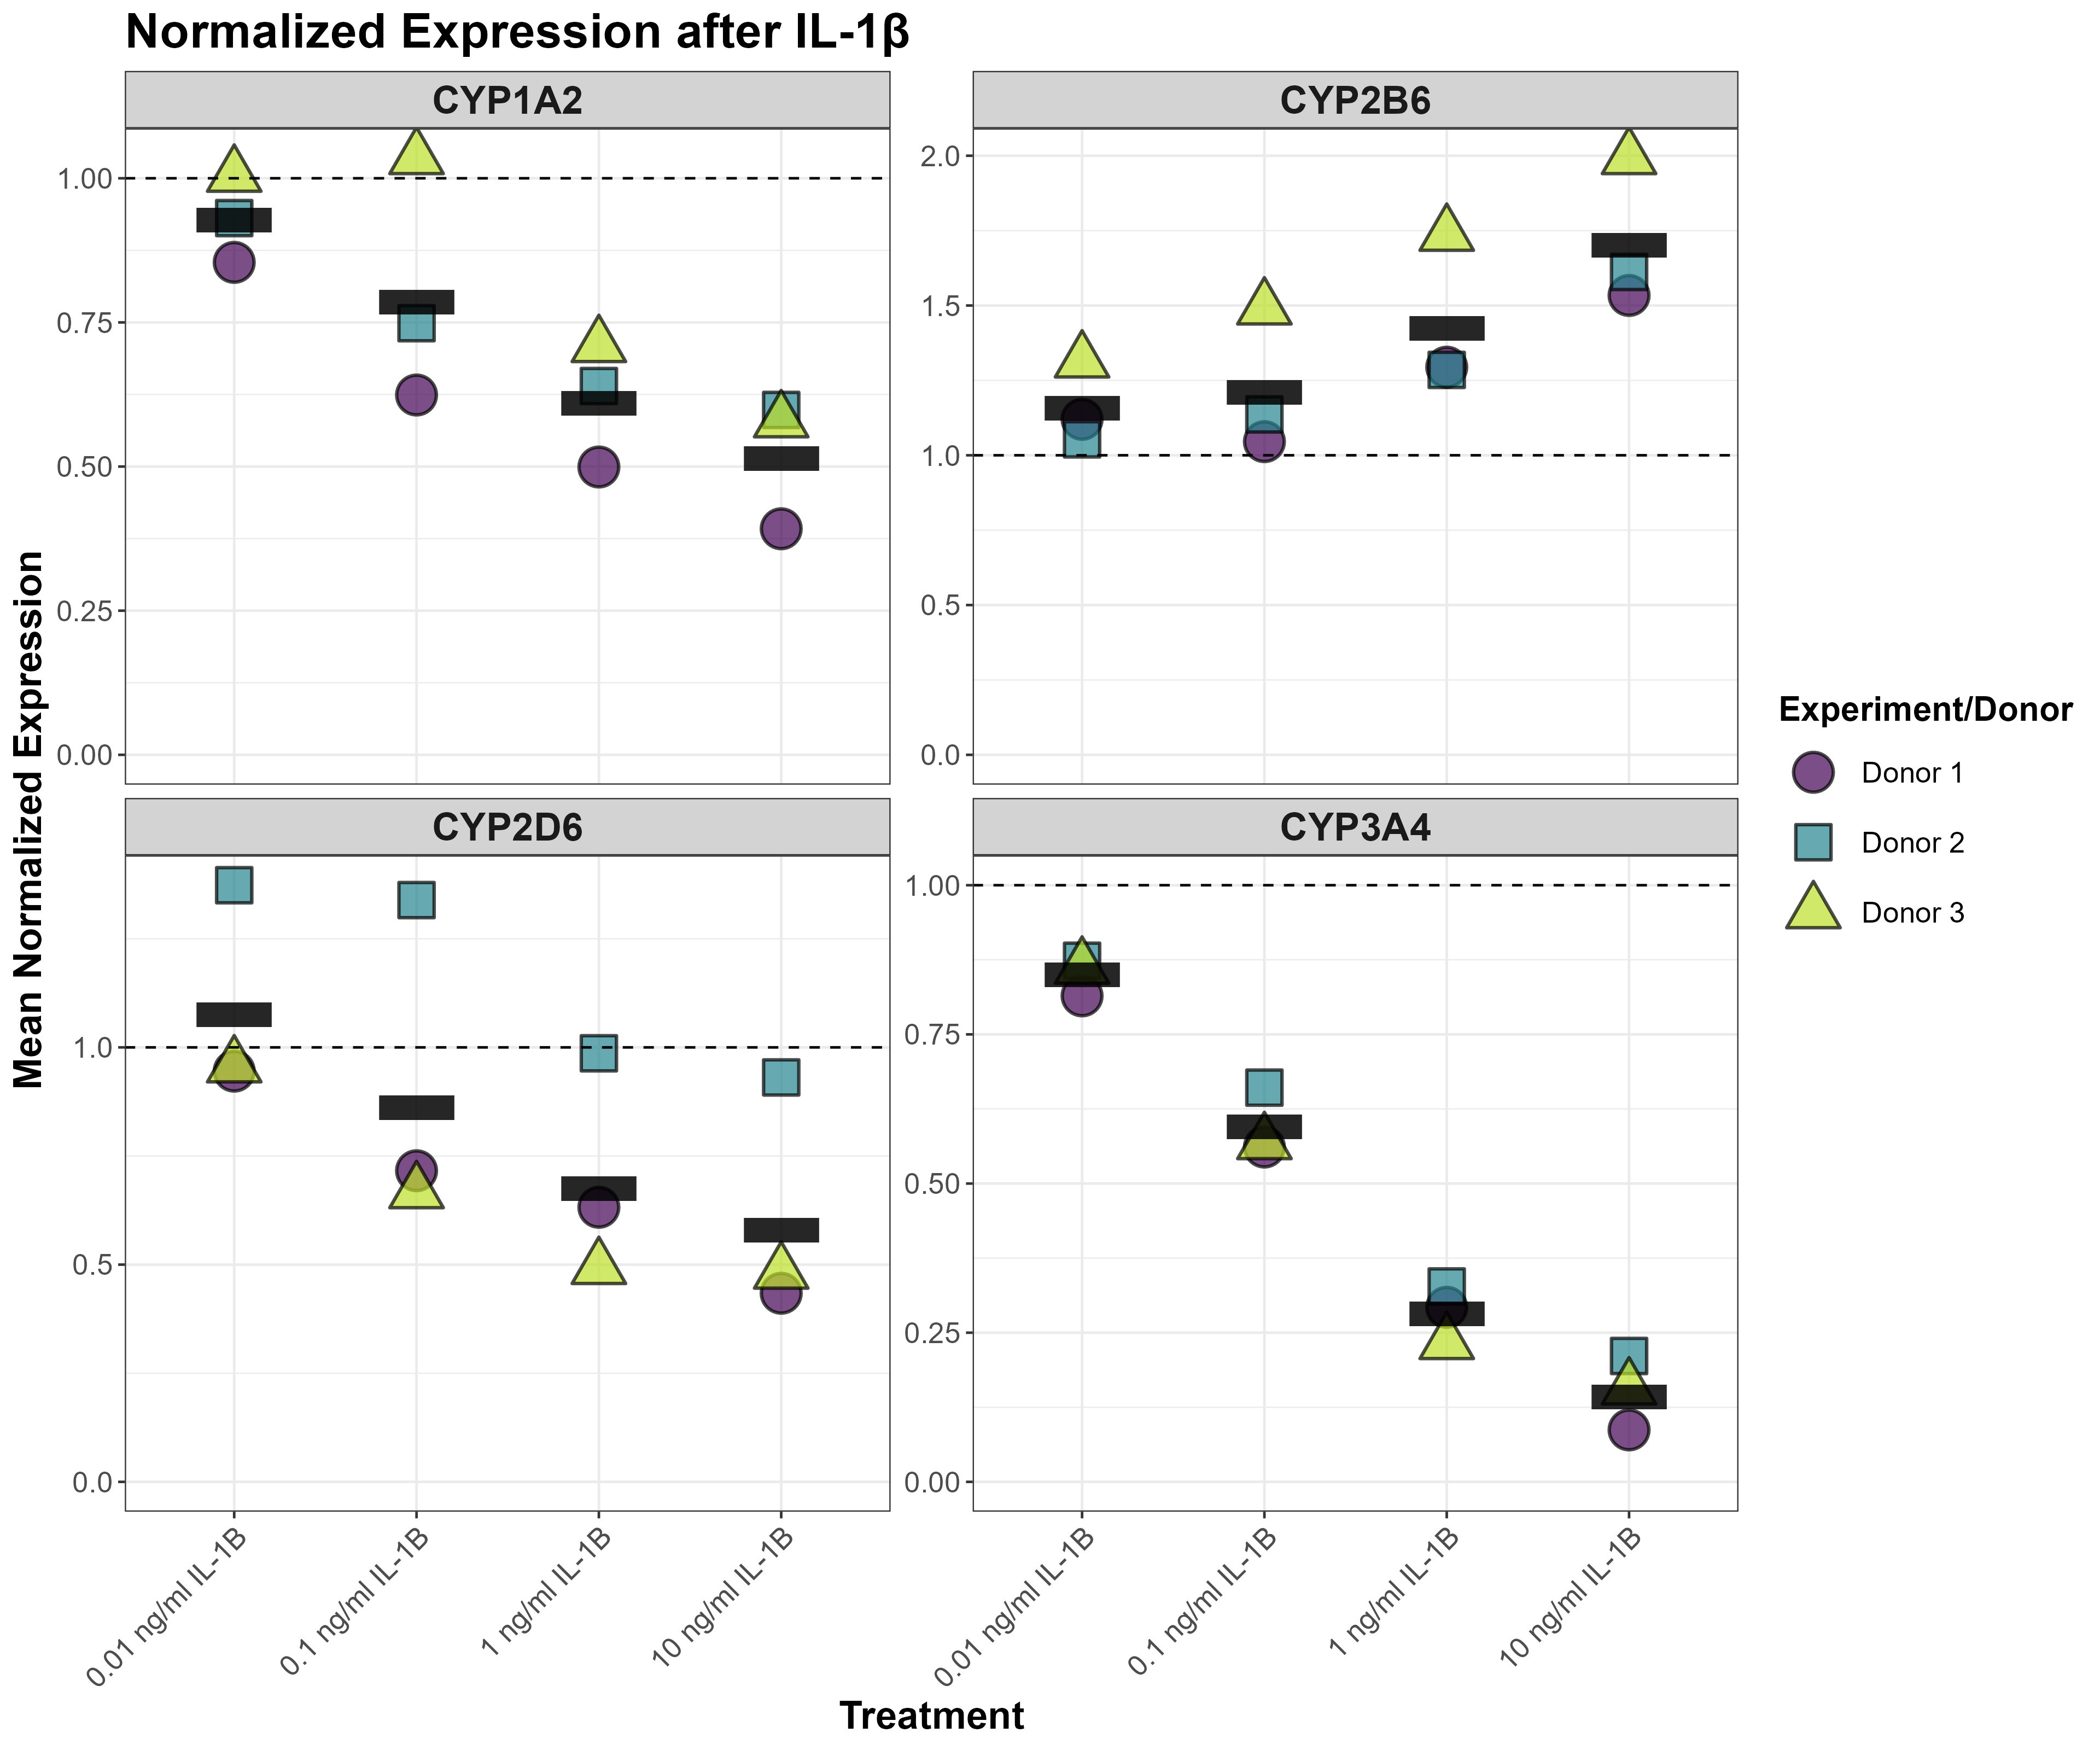 Normalized Expression after IL-1β
CYP1A2
CYP2B6
1.00
0.75
0.50
0.25
0.00
2.0
1.5
1.0
0.5
0.0
CYP2D6
CYP3A4
1.0
0.5
0.0
1.00
0.75
0.50
0.25
0.00
Mean Normalized Expression
0.01 ng/ml IL-1B
0.1 ng/ml IL-1B
1 ng/ml IL-1B
10 ng/ml IL-1B
0.01 ng/ml IL-1B
0.1 ng/ml IL-1B
1 ng/ml IL-1B
10 ng/ml IL-1B
Treatment
Experiment/Donor
Donor 1
Donor 2
Donor 3